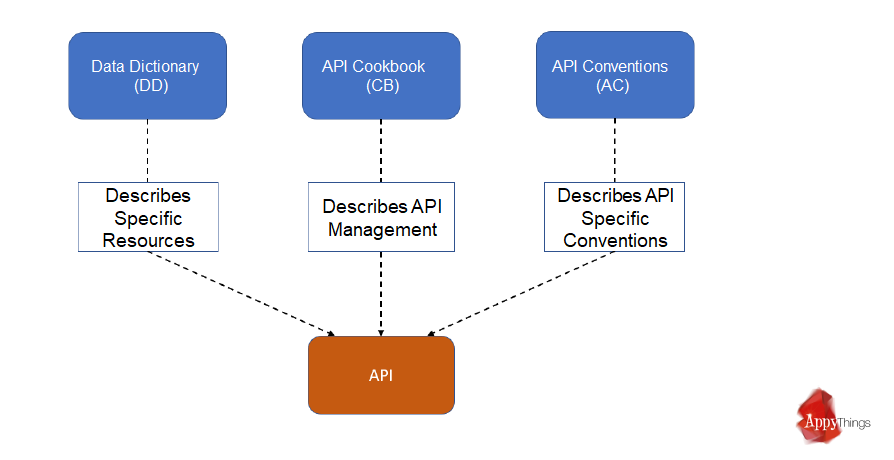 Data Dictionary
(DD)
API Cookbook
(CB)
API Conventions
(AC)
Describes
Specific
Resources
Describes API
Management
Describes API
Specific
Conventions
API
AppyThings